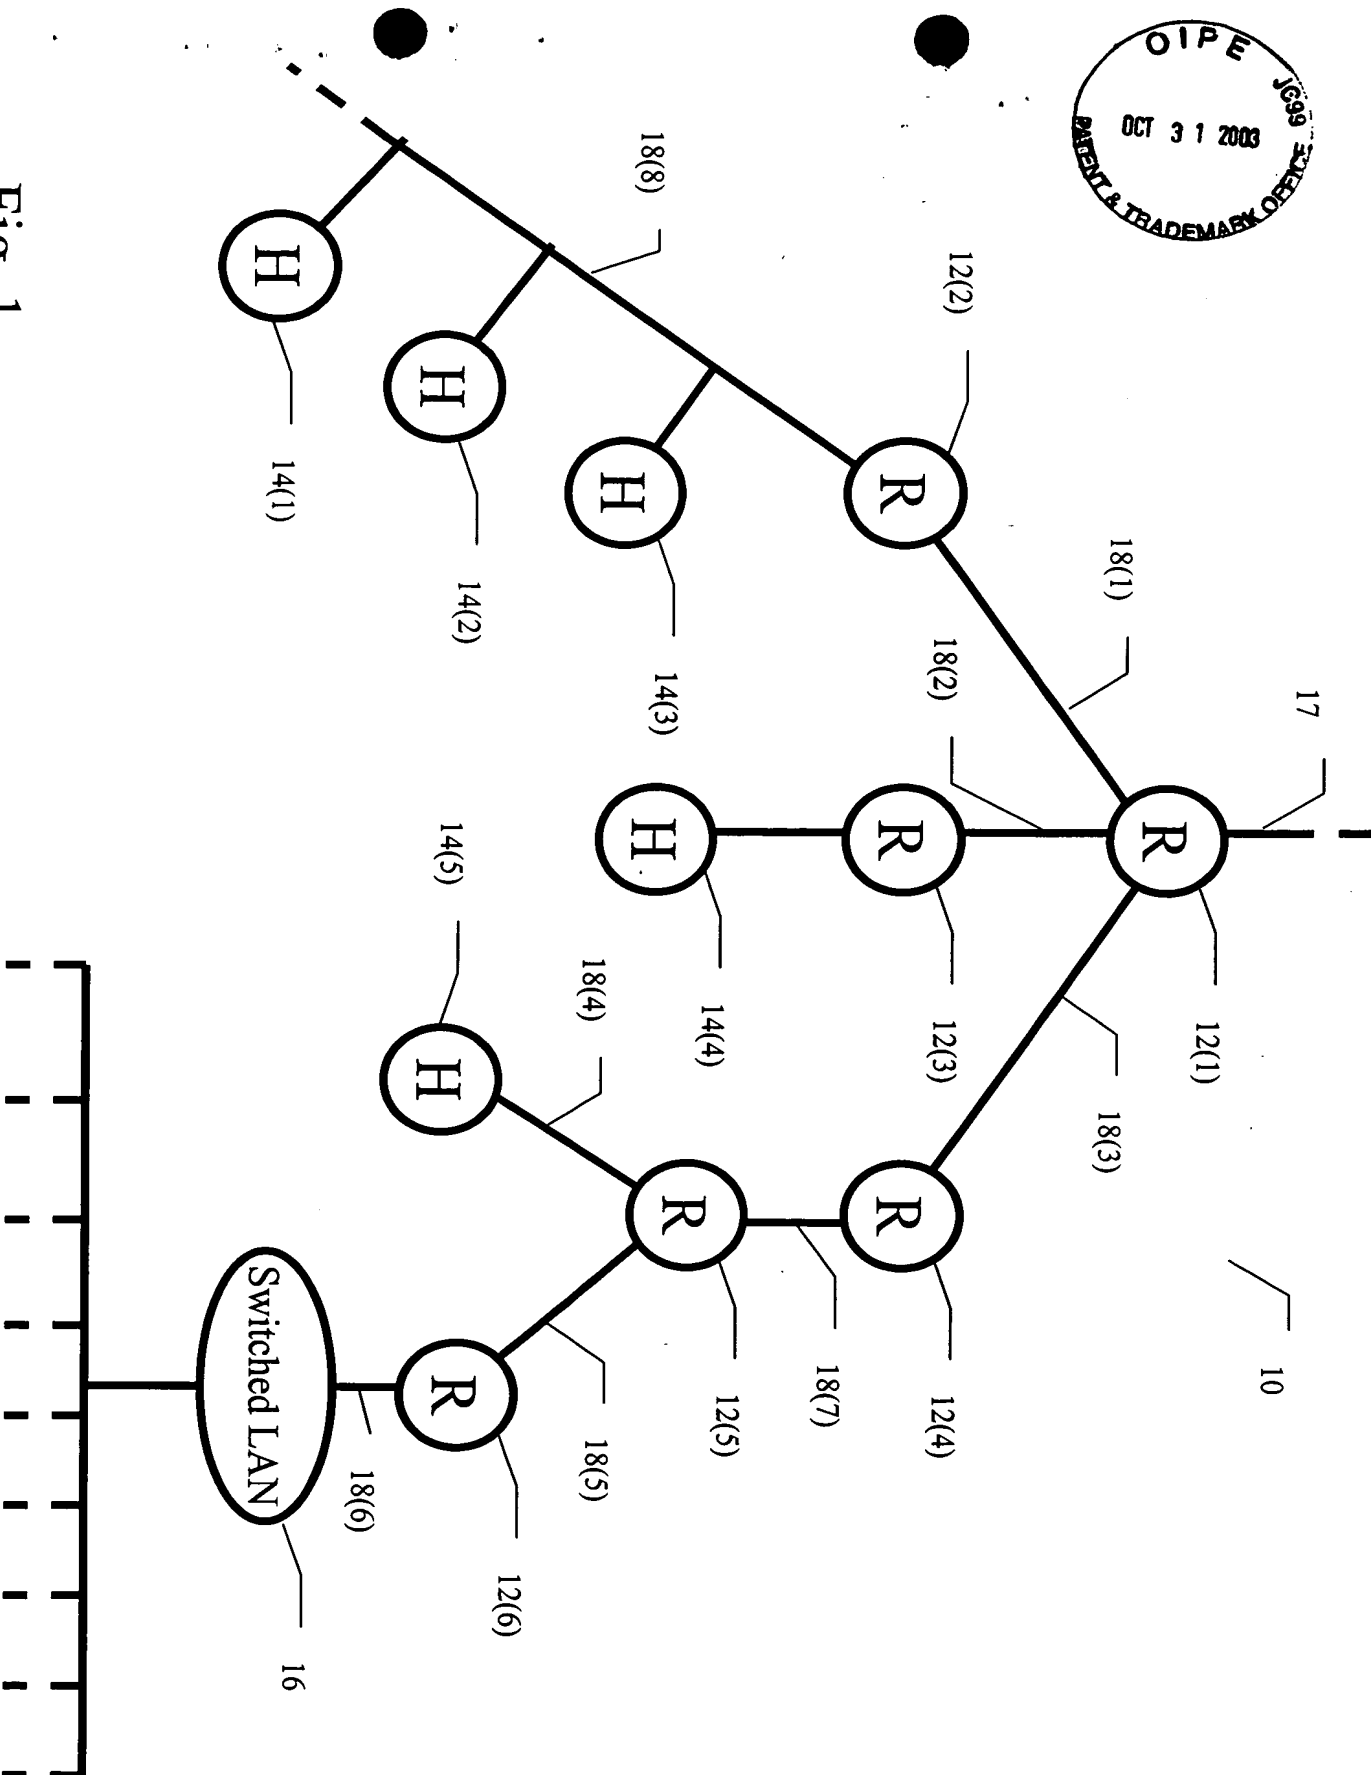 OIPE
JC99
OCT 31 2003
PATENT & TRADEMARK OFFICE
17
12(1)
10
18(1)
18(2)
18(3)
12(2)
R
R
12(3)
R
R
12(4)
18(8)
18(7)
14(3)
H
14(4)
H
R
12(5)
18(4)
18(5)
14(2)
H
14(5)
H
R
12(6)
18(6)
14(1)
H
Switched LAN
16
Fig. 1